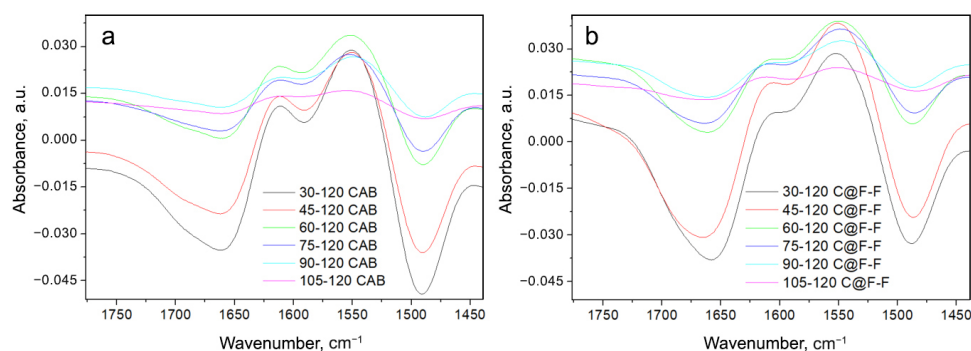 a
0.030
0.015
0.000
−0.015
−0.030
−0.045
Absorbance, a.u.
30-120 CAB
45-120 CAB
60-120 CAB
75-120 CAB
90-120 CAB
105-120 CAB
1750 1700 1650 1600 1550 1500 1450
Wavenumber, cm⁻¹
b
0.030
0.015
0.000
−0.015
−0.030
−0.045
Absorbance, a.u.
30-120 C@F-F
45-120 C@F-F
60-120 C@F-F
75-120 C@F-F
90-120 C@F-F
105-120 C@F-F
1750 1700 1650 1600 1550 1500 1450
Wavenumber, cm⁻¹